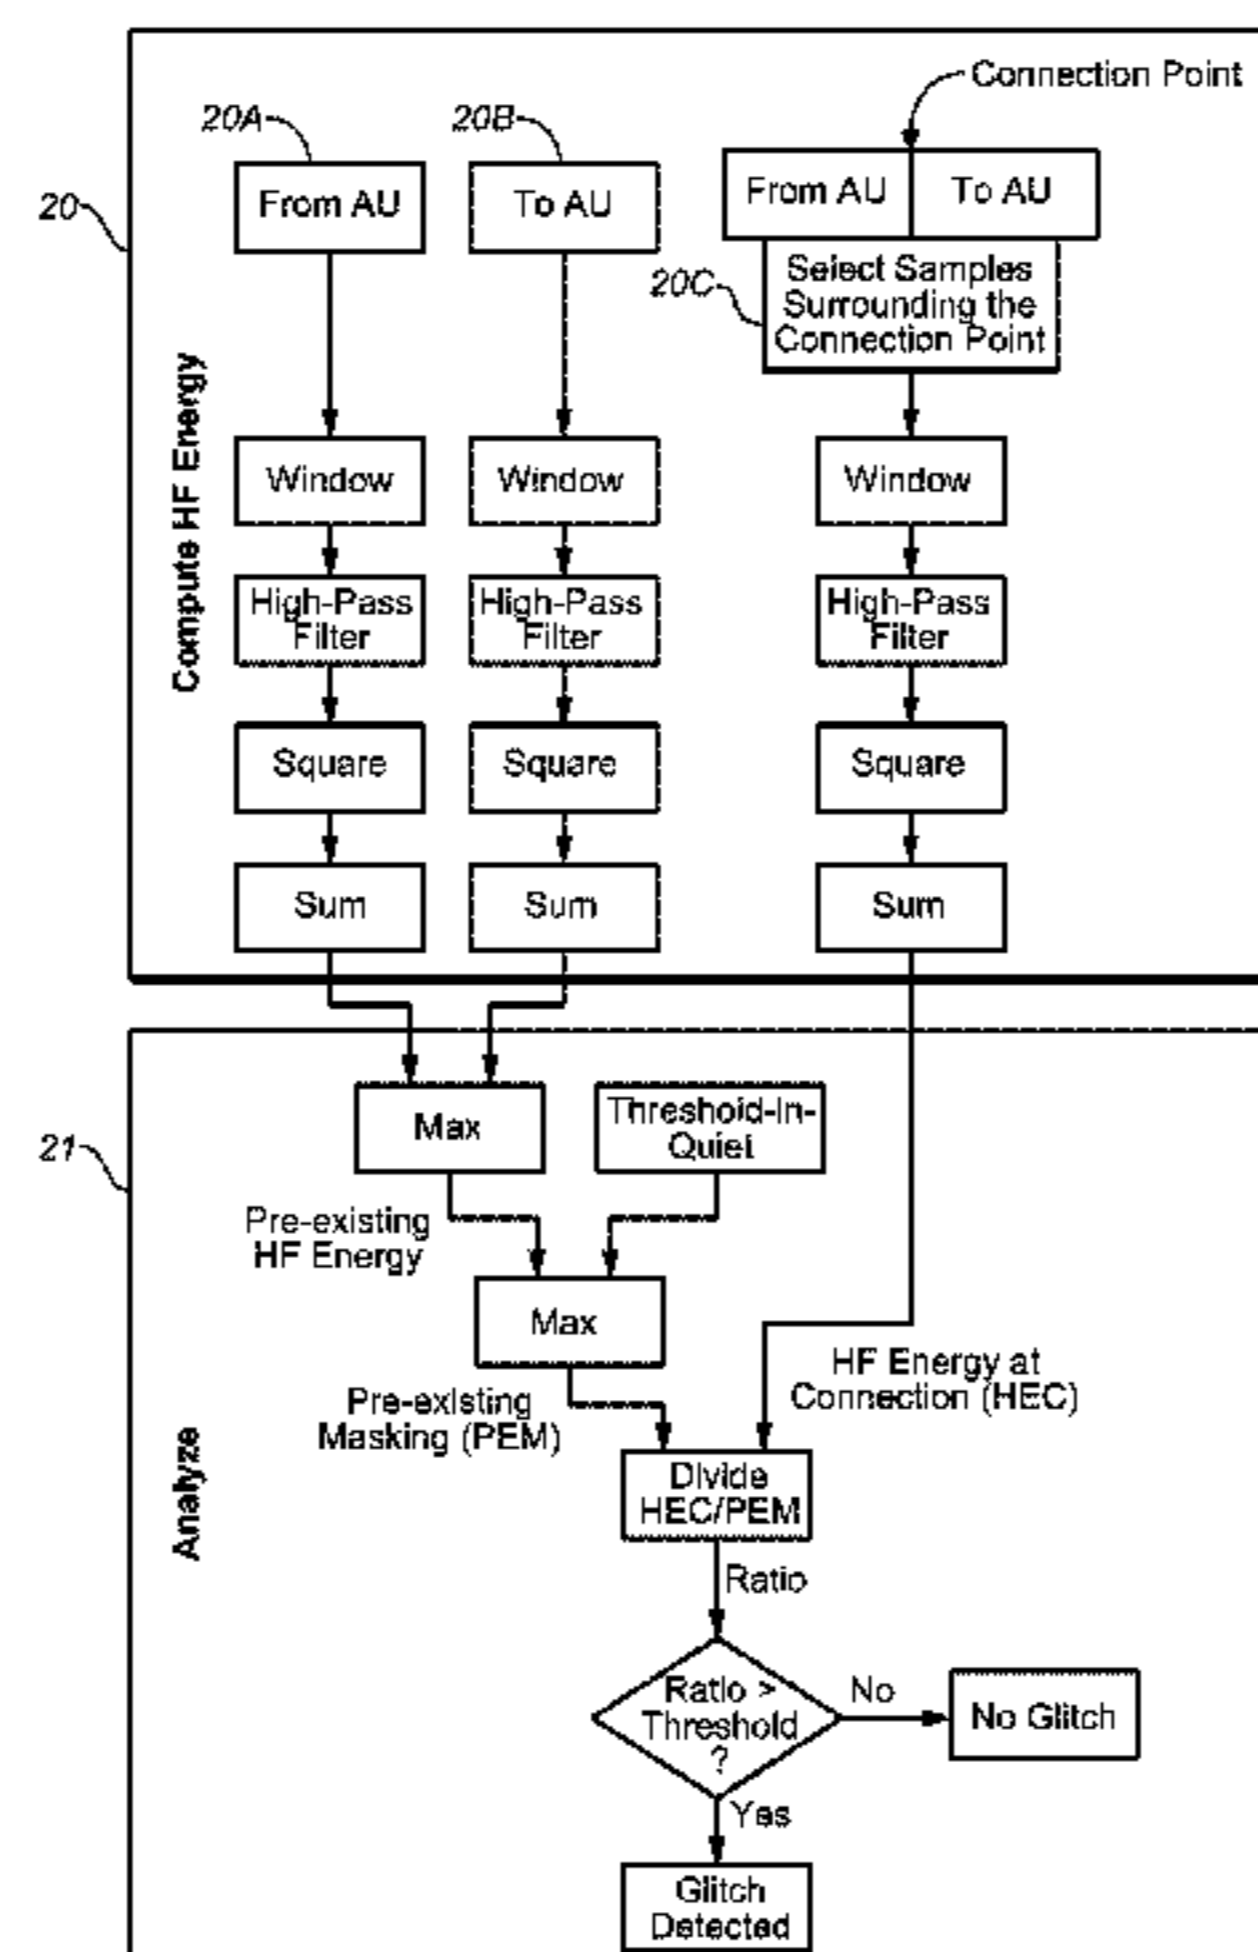 Connection Point
20A
20B
20
From AU
To AU
From AU
To AU
20C
Select Samples
Surrounding the
Connection Point
Compute HF Energy
Window
Window
Window
High-Pass
Filter
High-Pass
Filter
High-Pass
Filter
Square
Square
Square
Sum
Sum
Sum
21
Max
Threshold-In-
Quiet
Pre-existing
HF Energy
Max
HF Energy at
Connection (HEC)
Pre-existing
Masking (PEM)
Analyze
Divide
HEC/PEM
Ratio
Ratio >
Threshold
?
No
No Glitch
Yes
Glitch
Detected